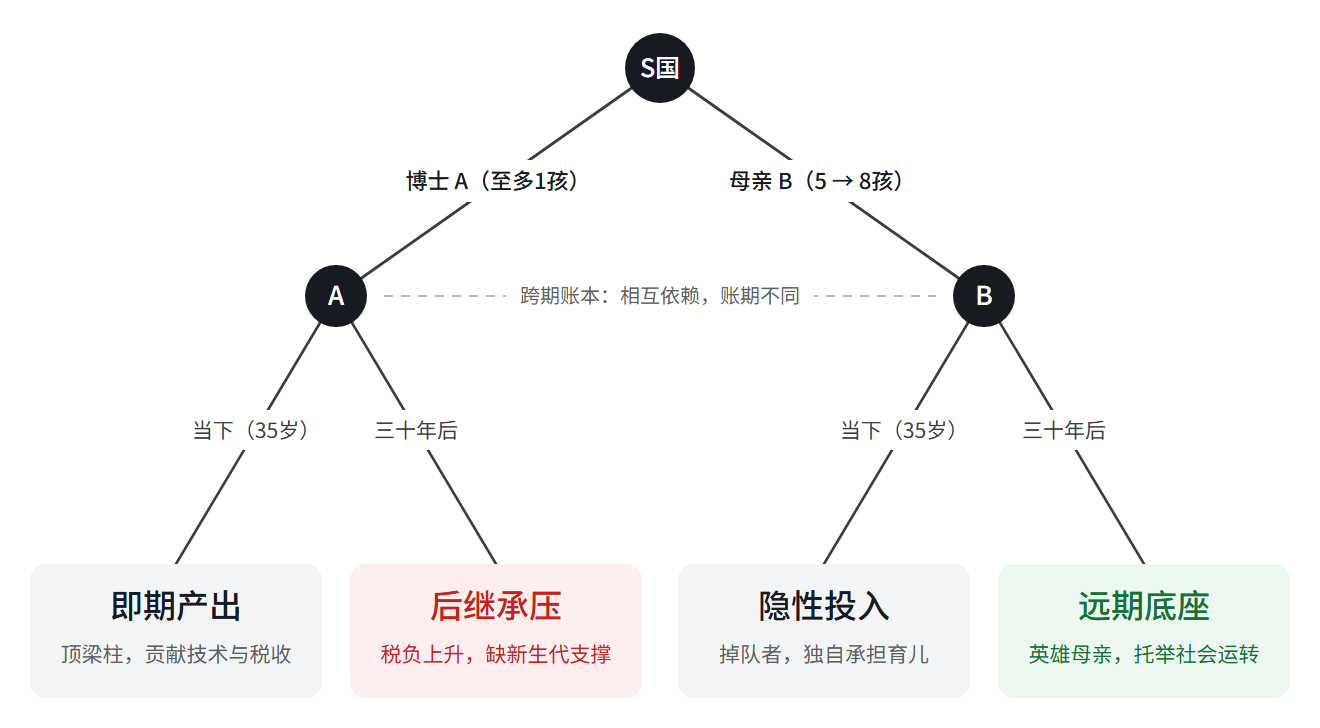 S国
博士 A（至多1孩）
母亲 B（5 → 8孩）
A
跨期账本：相互依赖，账期不同
B
当下（35岁）
三十年后
当下（35岁）
三十年后
即期产出
顶梁柱，贡献技术与税收
后继承压
税负上升，缺新生代支撑
隐性投入
掉队者，独自承担育儿
远期底座
英雄母亲，托举社会运转